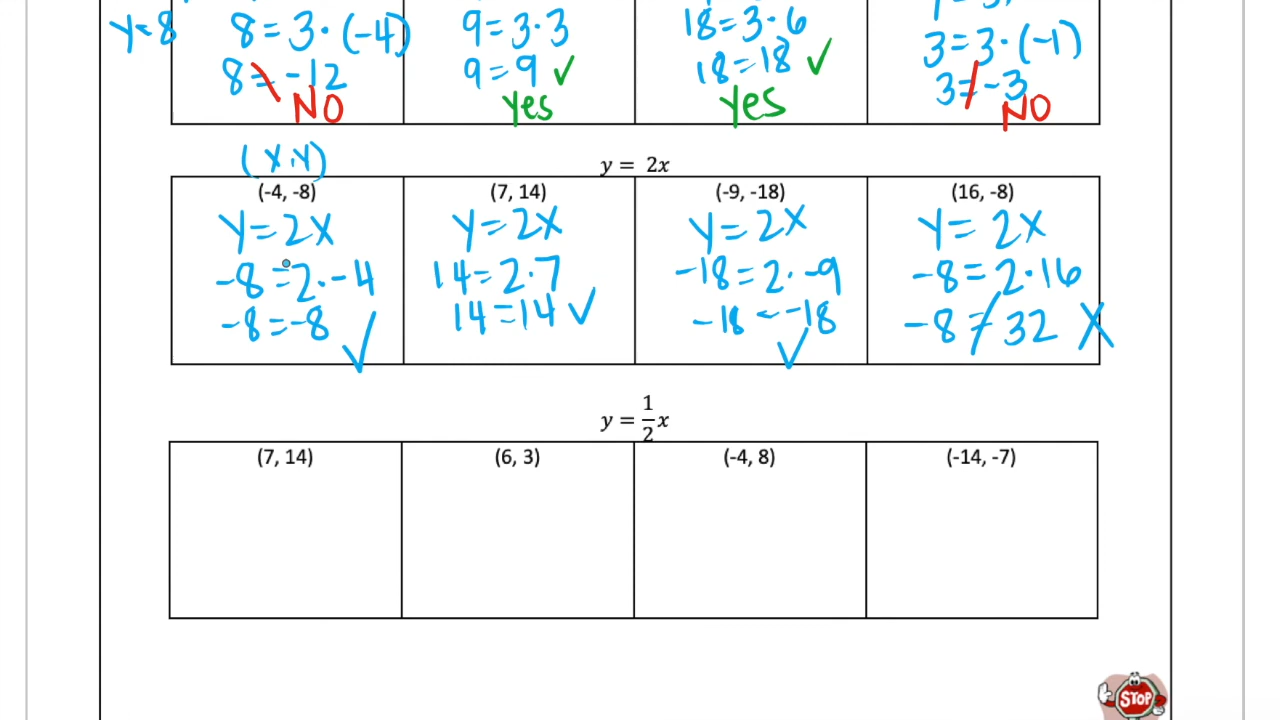 y=8
8=3·(-4)
8=-12
NO
9=3·3
9=9 ✓
Yes
18=3·6
18=18 ✓
Yes
3=3·(-1)
3=-3
NO
(X,Y)
y = 2x
(-4, -8)
Y=2X
-8=2·-4
-8=-8 ✓
(7, 14)
Y=2X
14=2·7
14=14 ✓
(-9, -18)
Y=2X
-18=2·-9
-18=-18 ✓
(16, -8)
Y=2X
-8=2·16
-8≠32 X
y = 1/2 x
(7, 14)
(6, 3)
(-4, 8)
(-14, -7)
STOP